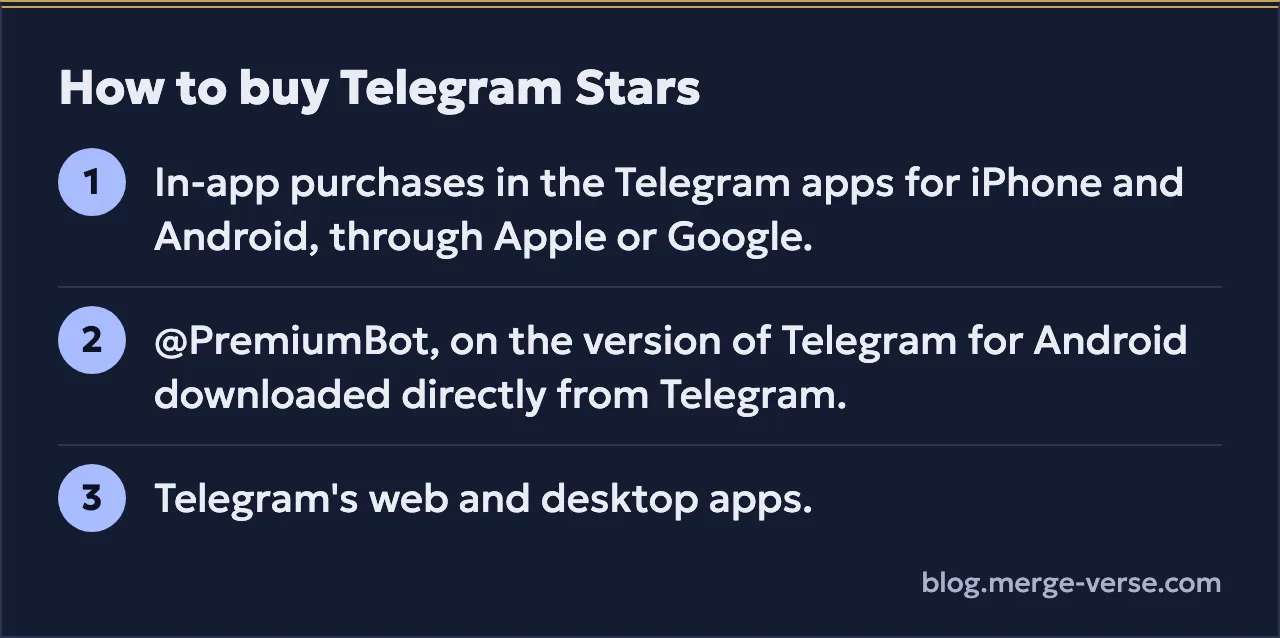 How to buy Telegram Stars
1
In-app purchases in the Telegram apps for iPhone and
Android, through Apple or Google.
2
@PremiumBot, on the version of Telegram for Android
downloaded directly from Telegram.
3
Telegram's web and desktop apps.
blog.merge-verse.com